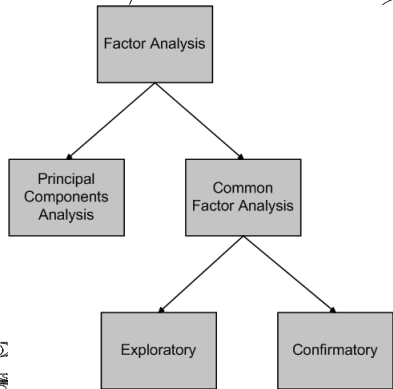 Factor Analysis
Principal
Components
Analysis
Common
Factor Analysis
Exploratory
Confirmatory